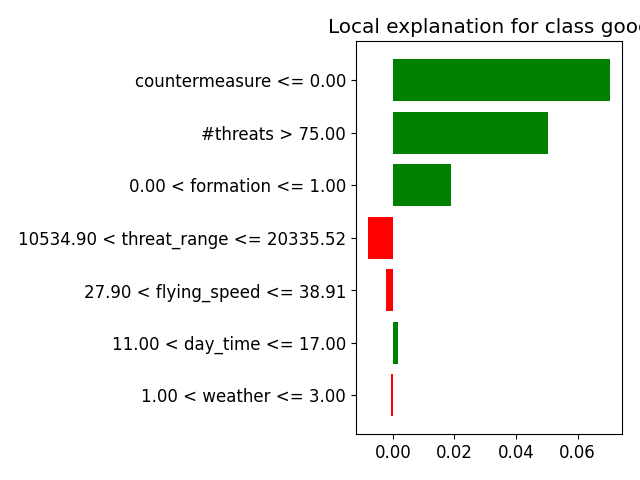 Local explanation for class good
countermeasure <= 0.00
#threats > 75.00
0.00 < formation <= 1.00
10534.90 < threat_range <= 20335.52
27.90 < flying_speed <= 38.91
11.00 < day_time <= 17.00
1.00 < weather <= 3.00
0.00 0.02 0.04 0.06